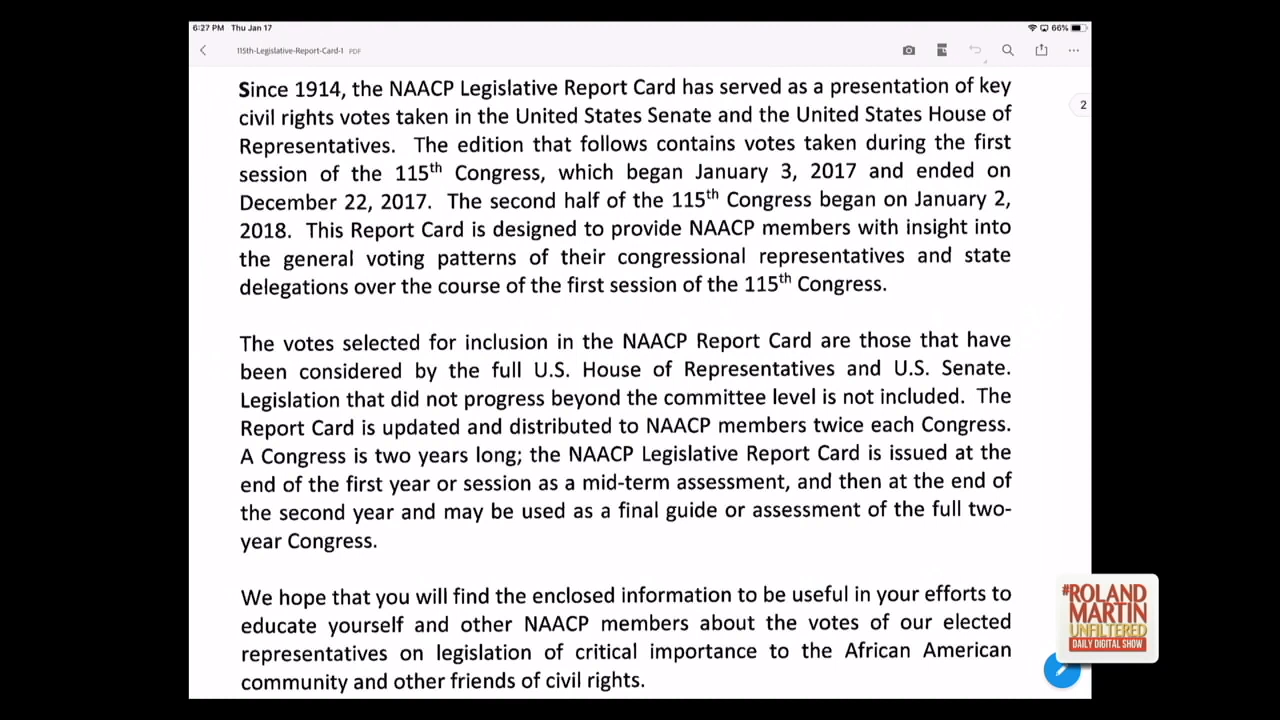 6:27 PM Thu Jan 17
66%
115th-Legislative-Report-Card-1 PDF
2
Since 1914, the NAACP Legislative Report Card has served as a presentation of key
civil rights votes taken in the United States Senate and the United States House of
Representatives. The edition that follows contains votes taken during the first
session of the 115th Congress, which began January 3, 2017 and ended on
December 22, 2017. The second half of the 115th Congress began on January 2,
2018. This Report Card is designed to provide NAACP members with insight into
the general voting patterns of their congressional representatives and state
delegations over the course of the first session of the 115th Congress.
The votes selected for inclusion in the NAACP Report Card are those that have
been considered by the full U.S. House of Representatives and U.S. Senate.
Legislation that did not progress beyond the committee level is not included. The
Report Card is updated and distributed to NAACP members twice each Congress.
A Congress is two years long; the NAACP Legislative Report Card is issued at the
end of the first year or session as a mid-term assessment, and then at the end of
the second year and may be used as a final guide or assessment of the full two-
year Congress.
We hope that you will find the enclosed information to be useful in your efforts to
educate yourself and other NAACP members about the votes of our elected
representatives on legislation of critical importance to the African American
community and other friends of civil rights.
#ROLAND
MARTIN
UNFILTERED
DAILY DIGITAL SHOW